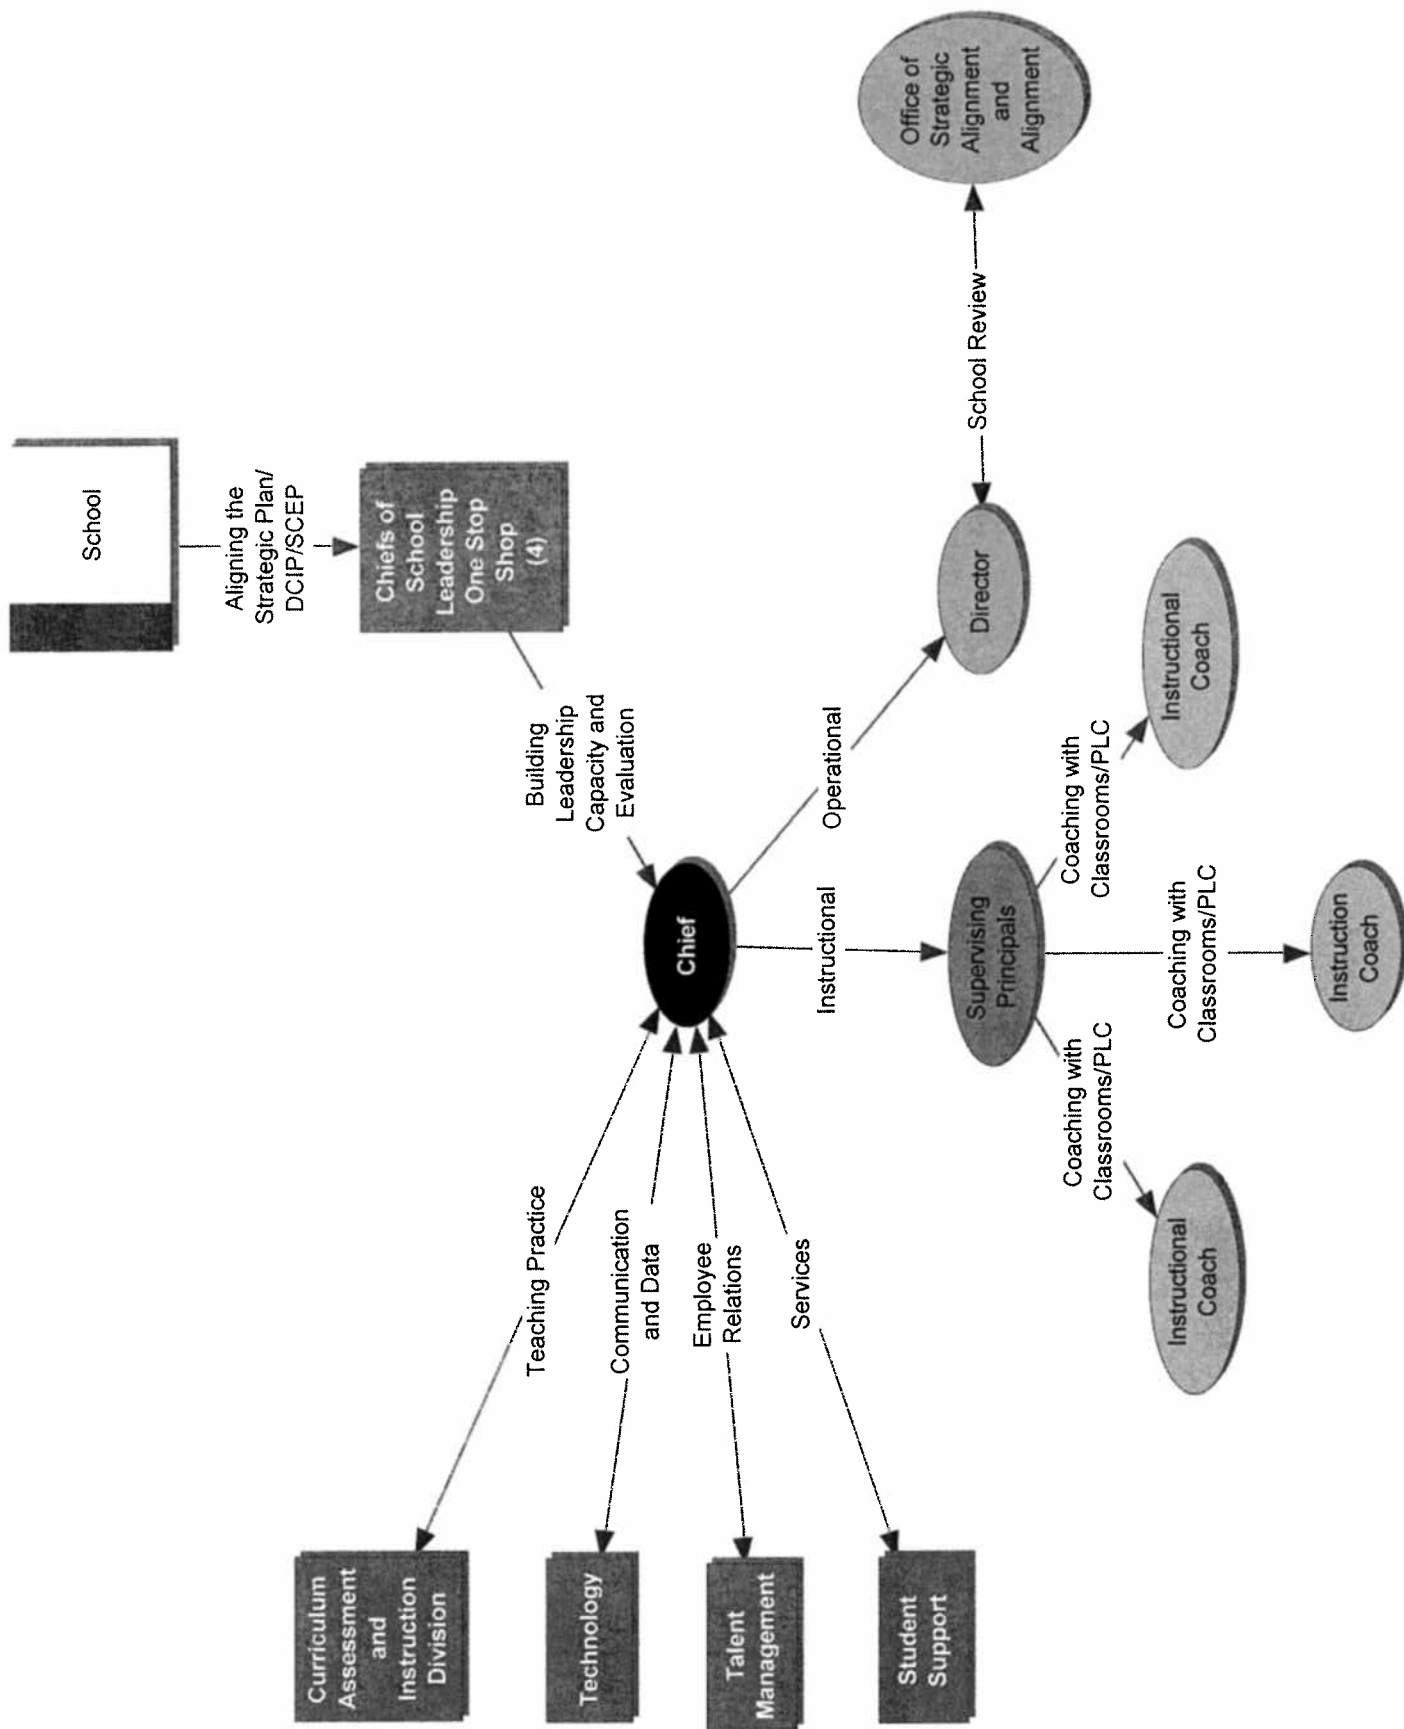 School
Aligning the
Strategic Plan/
DCIP/SCEP
Chiefs of
School
Leadership
One Stop
Shop
(4)
Building
Leadership
Capacity and
Evaluation
Chief
Curriculum
Assessment
and
Instruction
Division
Teaching Practice
Technology
Communication
and Data
Talent
Management
Employee
Relations
Student
Support
Services
Instructional
Operational
Supervising
Principals
Director
School Review
Office of
Strategic
Alignment
and
Alignment
Coaching with
Classrooms/PLC
Coaching with
Classrooms/PLC
Coaching with
Classrooms/PLC
Instructional
Coach
Instruction
Coach
Instructional
Coach